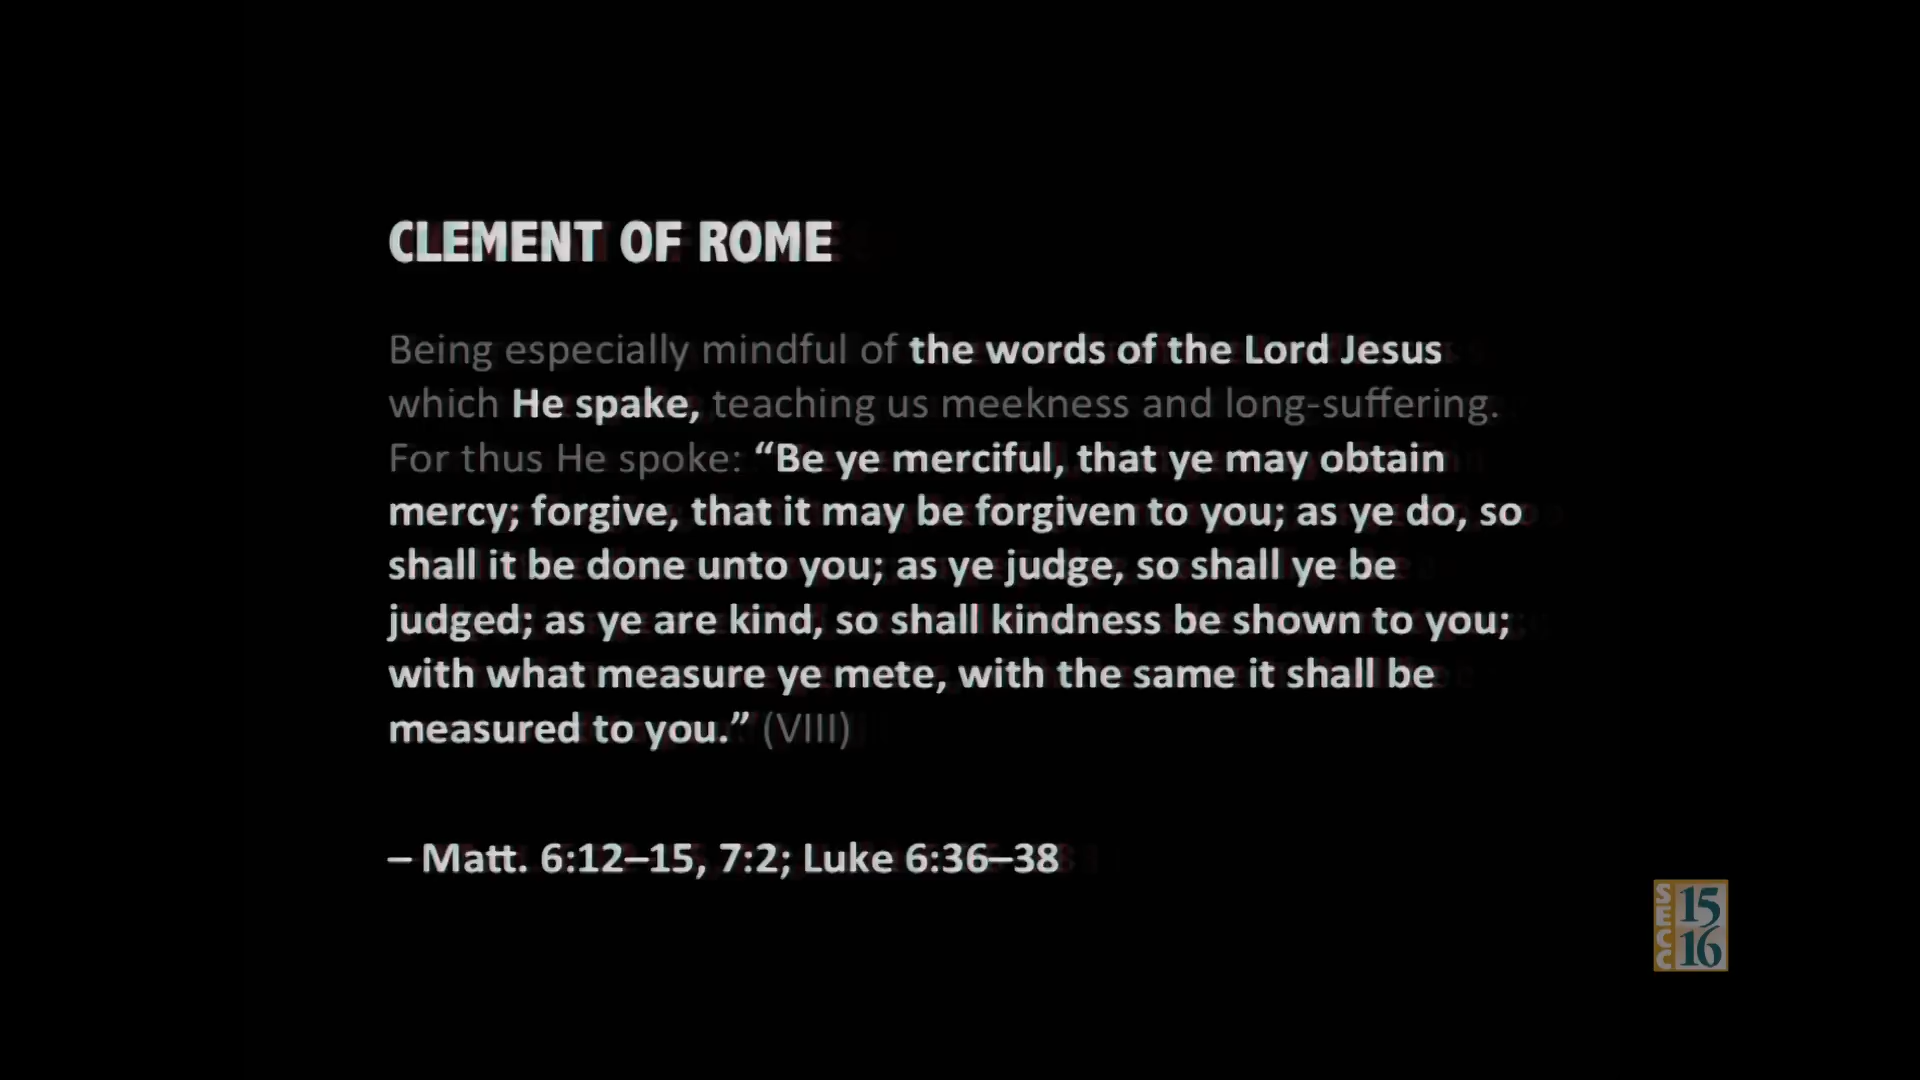 CLEMENT OF ROME
Being especially mindful of the words of the Lord Jesus
which He spake, teaching us meekness and long-suffering.
For thus He spoke: “Be ye merciful, that ye may obtain
mercy; forgive, that it may be forgiven to you; as ye do, so
shall it be done unto you; as ye judge, so shall ye be
judged; as ye are kind, so shall kindness be shown to you;
with what measure ye mete, with the same it shall be
measured to you.” (VIII)
– Matt. 6:12–15, 7:2; Luke 6:36–38
SECC
15
16